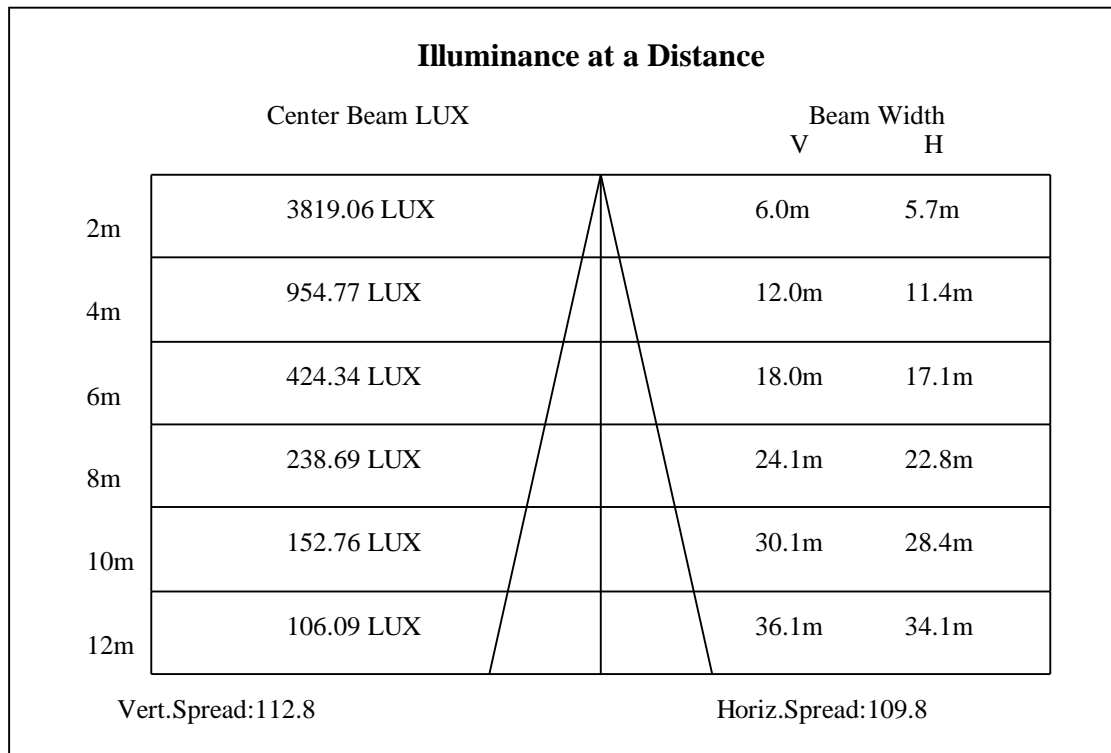 Illuminance at a Distance
Center Beam LUX Beam Width
V H
2m 3819.06 LUX 6.0m 5.7m
4m 954.77 LUX 12.0m 11.4m
6m 424.34 LUX 18.0m 17.1m
8m 238.69 LUX 24.1m 22.8m
10m 152.76 LUX 30.1m 28.4m
12m 106.09 LUX 36.1m 34.1m
Vert.Spread:112.8 Horiz.Spread:109.8